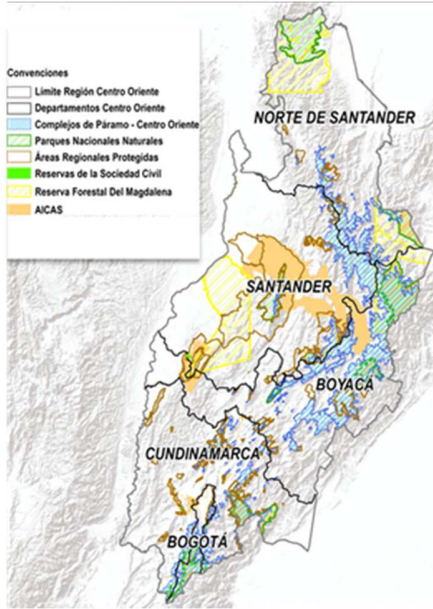 Convenciones
Limite Región Centro Oriente
Departamentos Centro Oriente
Complejos de Páramo - Centro Oriente
Parques Nacionales Naturales
Áreas Regionales Protegidas
Reservas de la Sociedad Civil
Reserva Forestal Del Magdalena
AICAS
NORTE DE SANTANDER
SANTANDER
BOYACÁ
CUNDINAMARCA
BOGOTÁ